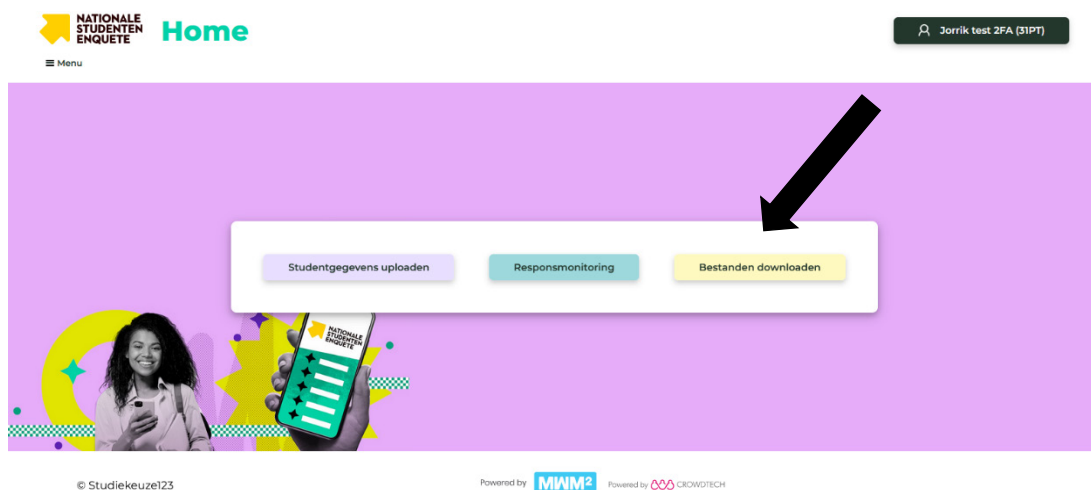 NATIONALE
STUDENTEN
ENQUETE
Home
Jorrik test 2FA (31PT)
Menu
Studentgegevens uploaden
Responsmonitoring
Bestanden downloaden
NATIONALE
STUDENTEN
ENQUETE
© Studiekeuze123
Powered by MWM2 Powered by CROWDTECH